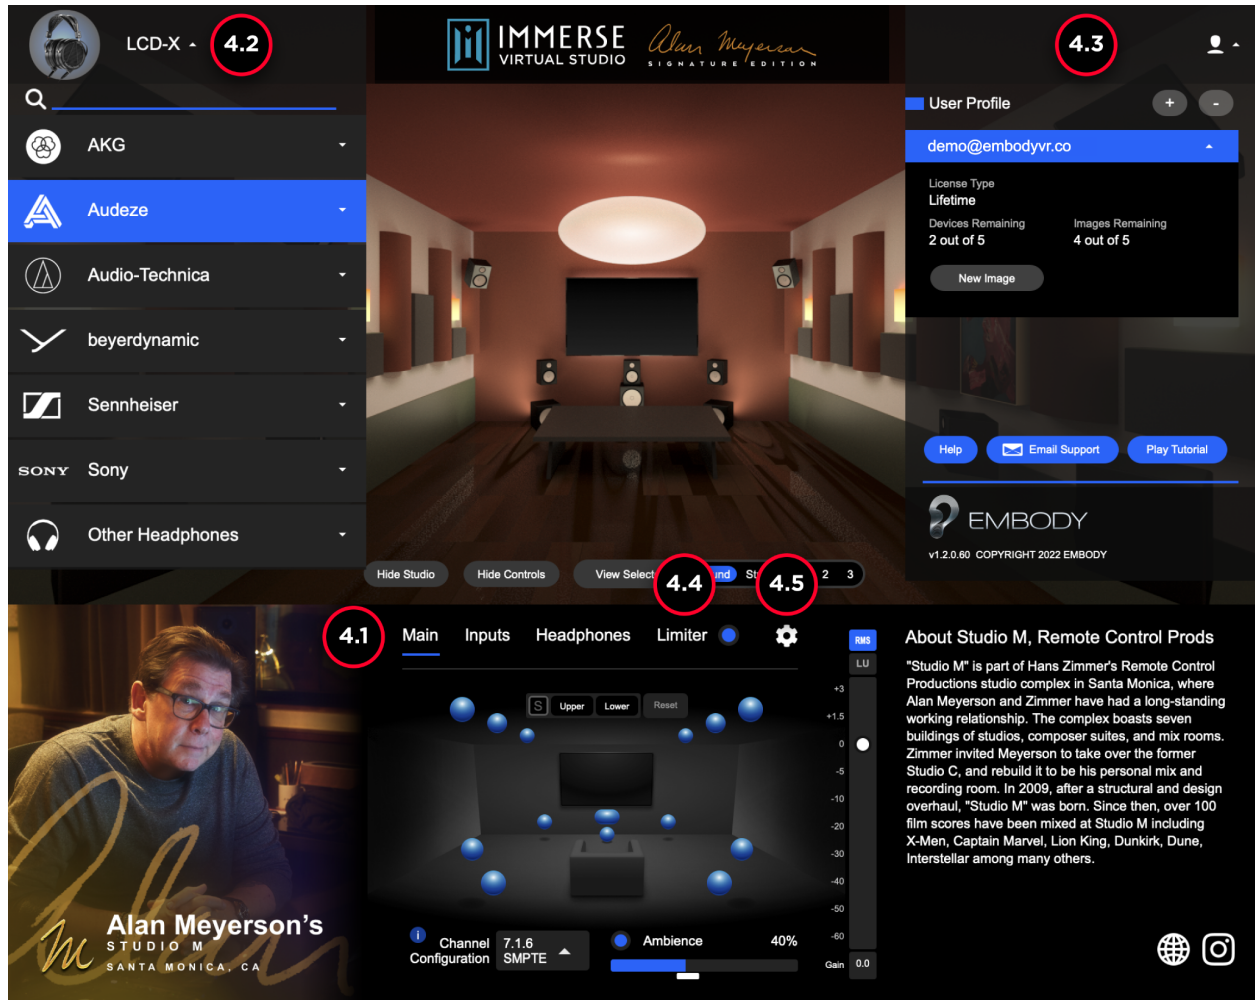 LCD-X
4.2
IMMERSE
VIRTUAL STUDIO
Alan Meyerson
SIGNATURE EDITION
4.3
AKG
Audeze
Audio-Technica
beyerdynamic
Sennheiser
SONY Sony
Other Headphones
User Profile + -
demo@embodyvr.co
License Type
Lifetime
Devices Remaining Images Remaining
2 out of 5 4 out of 5
New Image
Help Email Support Play Tutorial
EMBODY
v1.2.0.60 COPYRIGHT 2022 EMBODY
Hide Studio Hide Controls View Select 4.4 4.5 2 3
4.1 Main Inputs Headphones Limiter
RMS
LU
S Upper Lower Reset
+3
+1.5
0
-5
-10
-20
-30
-40
-50
-60
Gain 0.0
i Channel Configuration 7.1.6 SMPTE
Ambience 40%
Alan Meyerson's
STUDIO M
SANTA MONICA, CA
About Studio M, Remote Control Prods
"Studio M" is part of Hans Zimmer's Remote Control
Productions studio complex in Santa Monica, where
Alan Meyerson and Zimmer have had a long-standing
working relationship. The complex boasts seven
buildings of studios, composer suites, and mix rooms.
Zimmer invited Meyerson to take over the former
Studio C, and rebuild it to be his personal mix and
recording room. In 2009, after a structural and design
overhaul, "Studio M" was born. Since then, over 100
film scores have been mixed at Studio M including
X-Men, Captain Marvel, Lion King, Dunkirk, Dune,
Interstellar among many others.